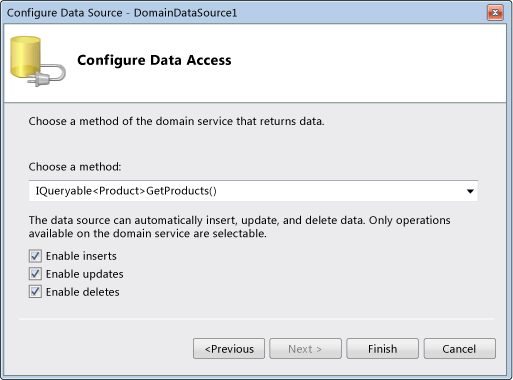 Configure Data Source - DomainDataSource1
Configure Data Access
Choose a method of the domain service that returns data.
Choose a method:
IQueryable<Product>GetProducts()
The data source can automatically insert, update, and delete data. Only operations
available on the domain service are selectable.
Enable inserts
Enable updates
Enable deletes
<Previous Next > Finish Cancel